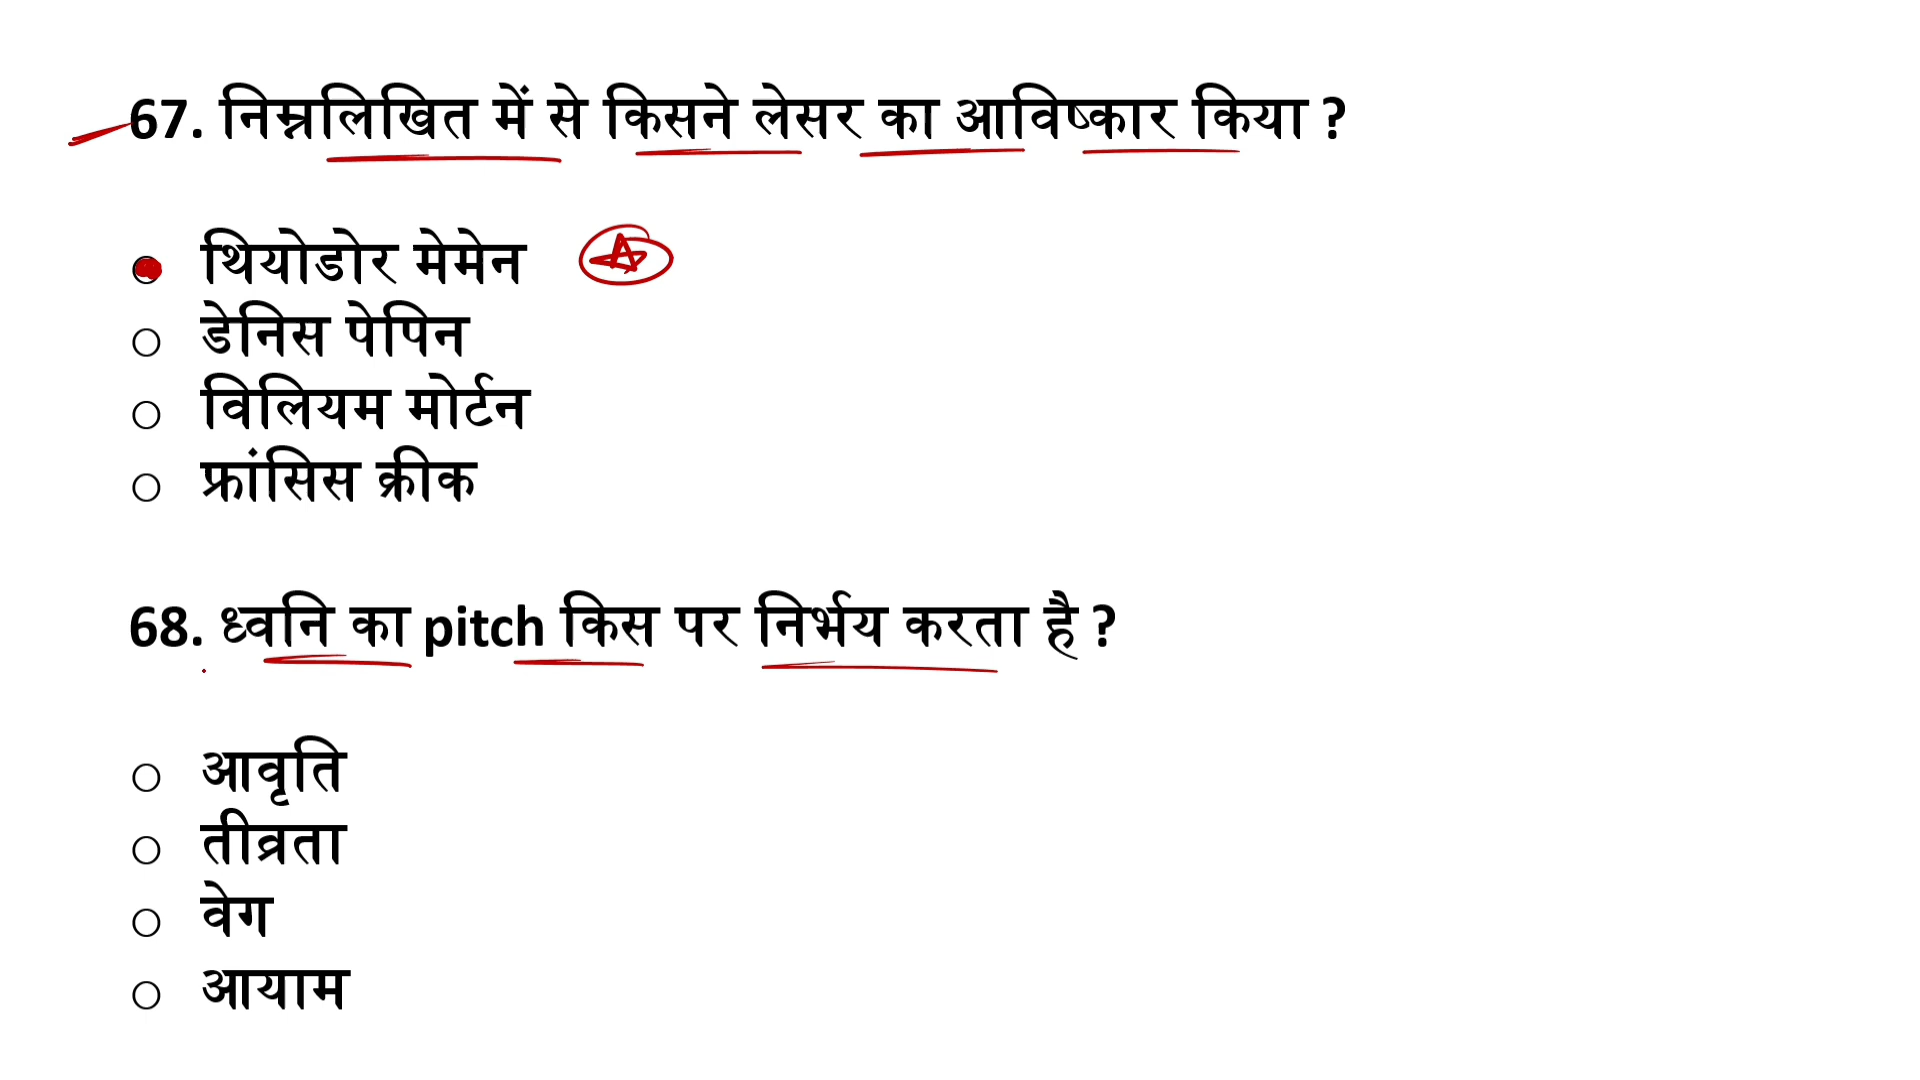 67. निम्नलिखित में से किसने लेसर का आविष्कार किया ?
थियोडोर मेमेन
डेनिस पेपिन
विलियम मोर्टन
फ्रांसिस क्रीक
68. ध्वनि का pitch किस पर निर्भय करता है ?
आवृति
तीव्रता
वेग
आयाम